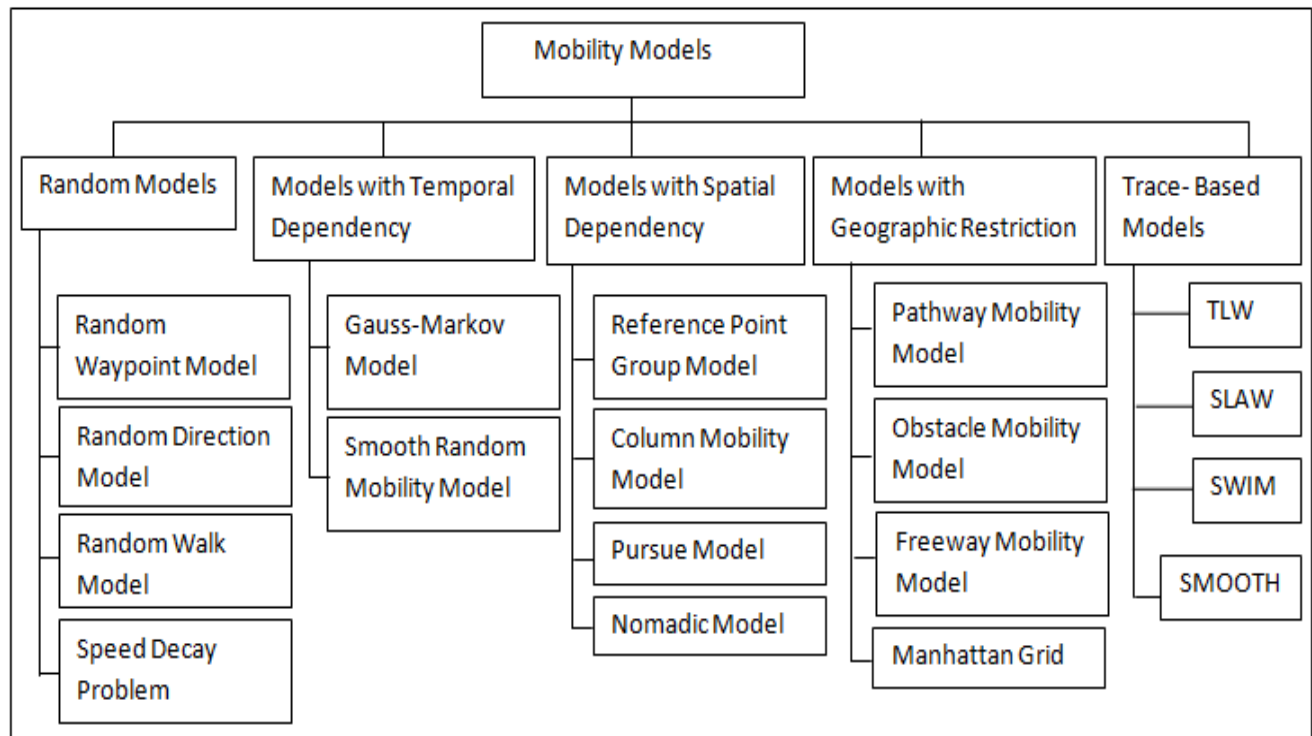 Mobility Models
Random Models
Models with Temporal
Dependency
Models with Spatial
Dependency
Models with
Geographic Restriction
Trace- Based
Models
Random
Waypoint Model
Random Direction
Model
Random Walk
Model
Speed Decay
Problem
Gauss-Markov
Model
Smooth Random
Mobility Model
Reference Point
Group Model
Column Mobility
Model
Pursue Model
Nomadic Model
Pathway Mobility
Model
Obstacle Mobility
Model
Freeway Mobility
Model
Manhattan Grid
TLW
SLAW
SWIM
SMOOTH